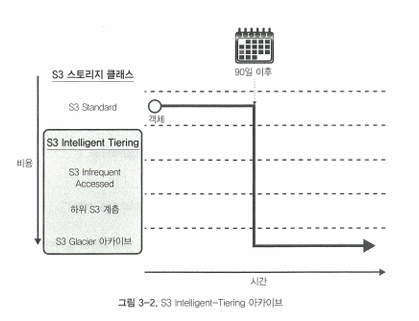 90일 이후
S3 스토리지 클래스
S3 Standard
객체
S3 Intelligent Tiering
S3 Infrequent
Accessed
하위 S3 계층
S3 Glacier 아카이브
비용
시간
그림 3-2. S3 Intelligent-Tiering 아카이브